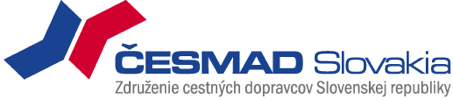 ČESMAD Slovakia
Združenie cestných dopravcov Slovenskej republiky